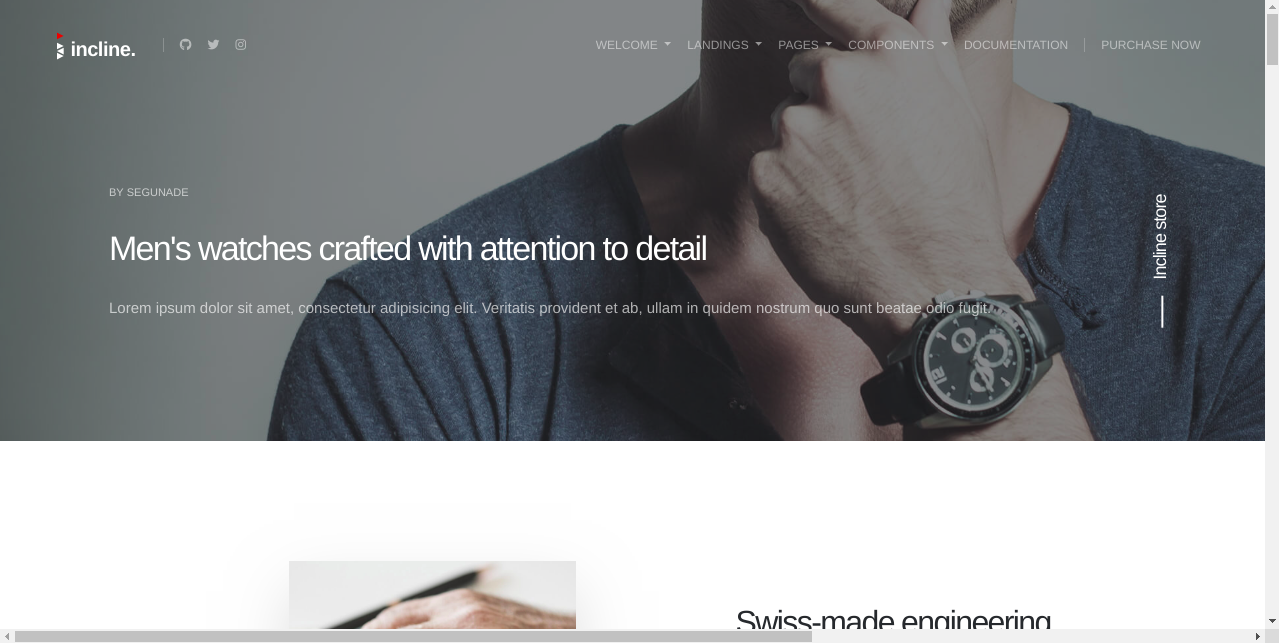 incline.
WELCOME LANDINGS PAGES COMPONENTS DOCUMENTATION PURCHASE NOW
BY SEGUNADE
Men's watches crafted with attention to detail
Lorem ipsum dolor sit amet, consectetur adipisicing elit. Veritatis provident et ab, ullam in quidem nostrum quo sunt beatae odio fugit.
Incline store
Swiss-made engineering